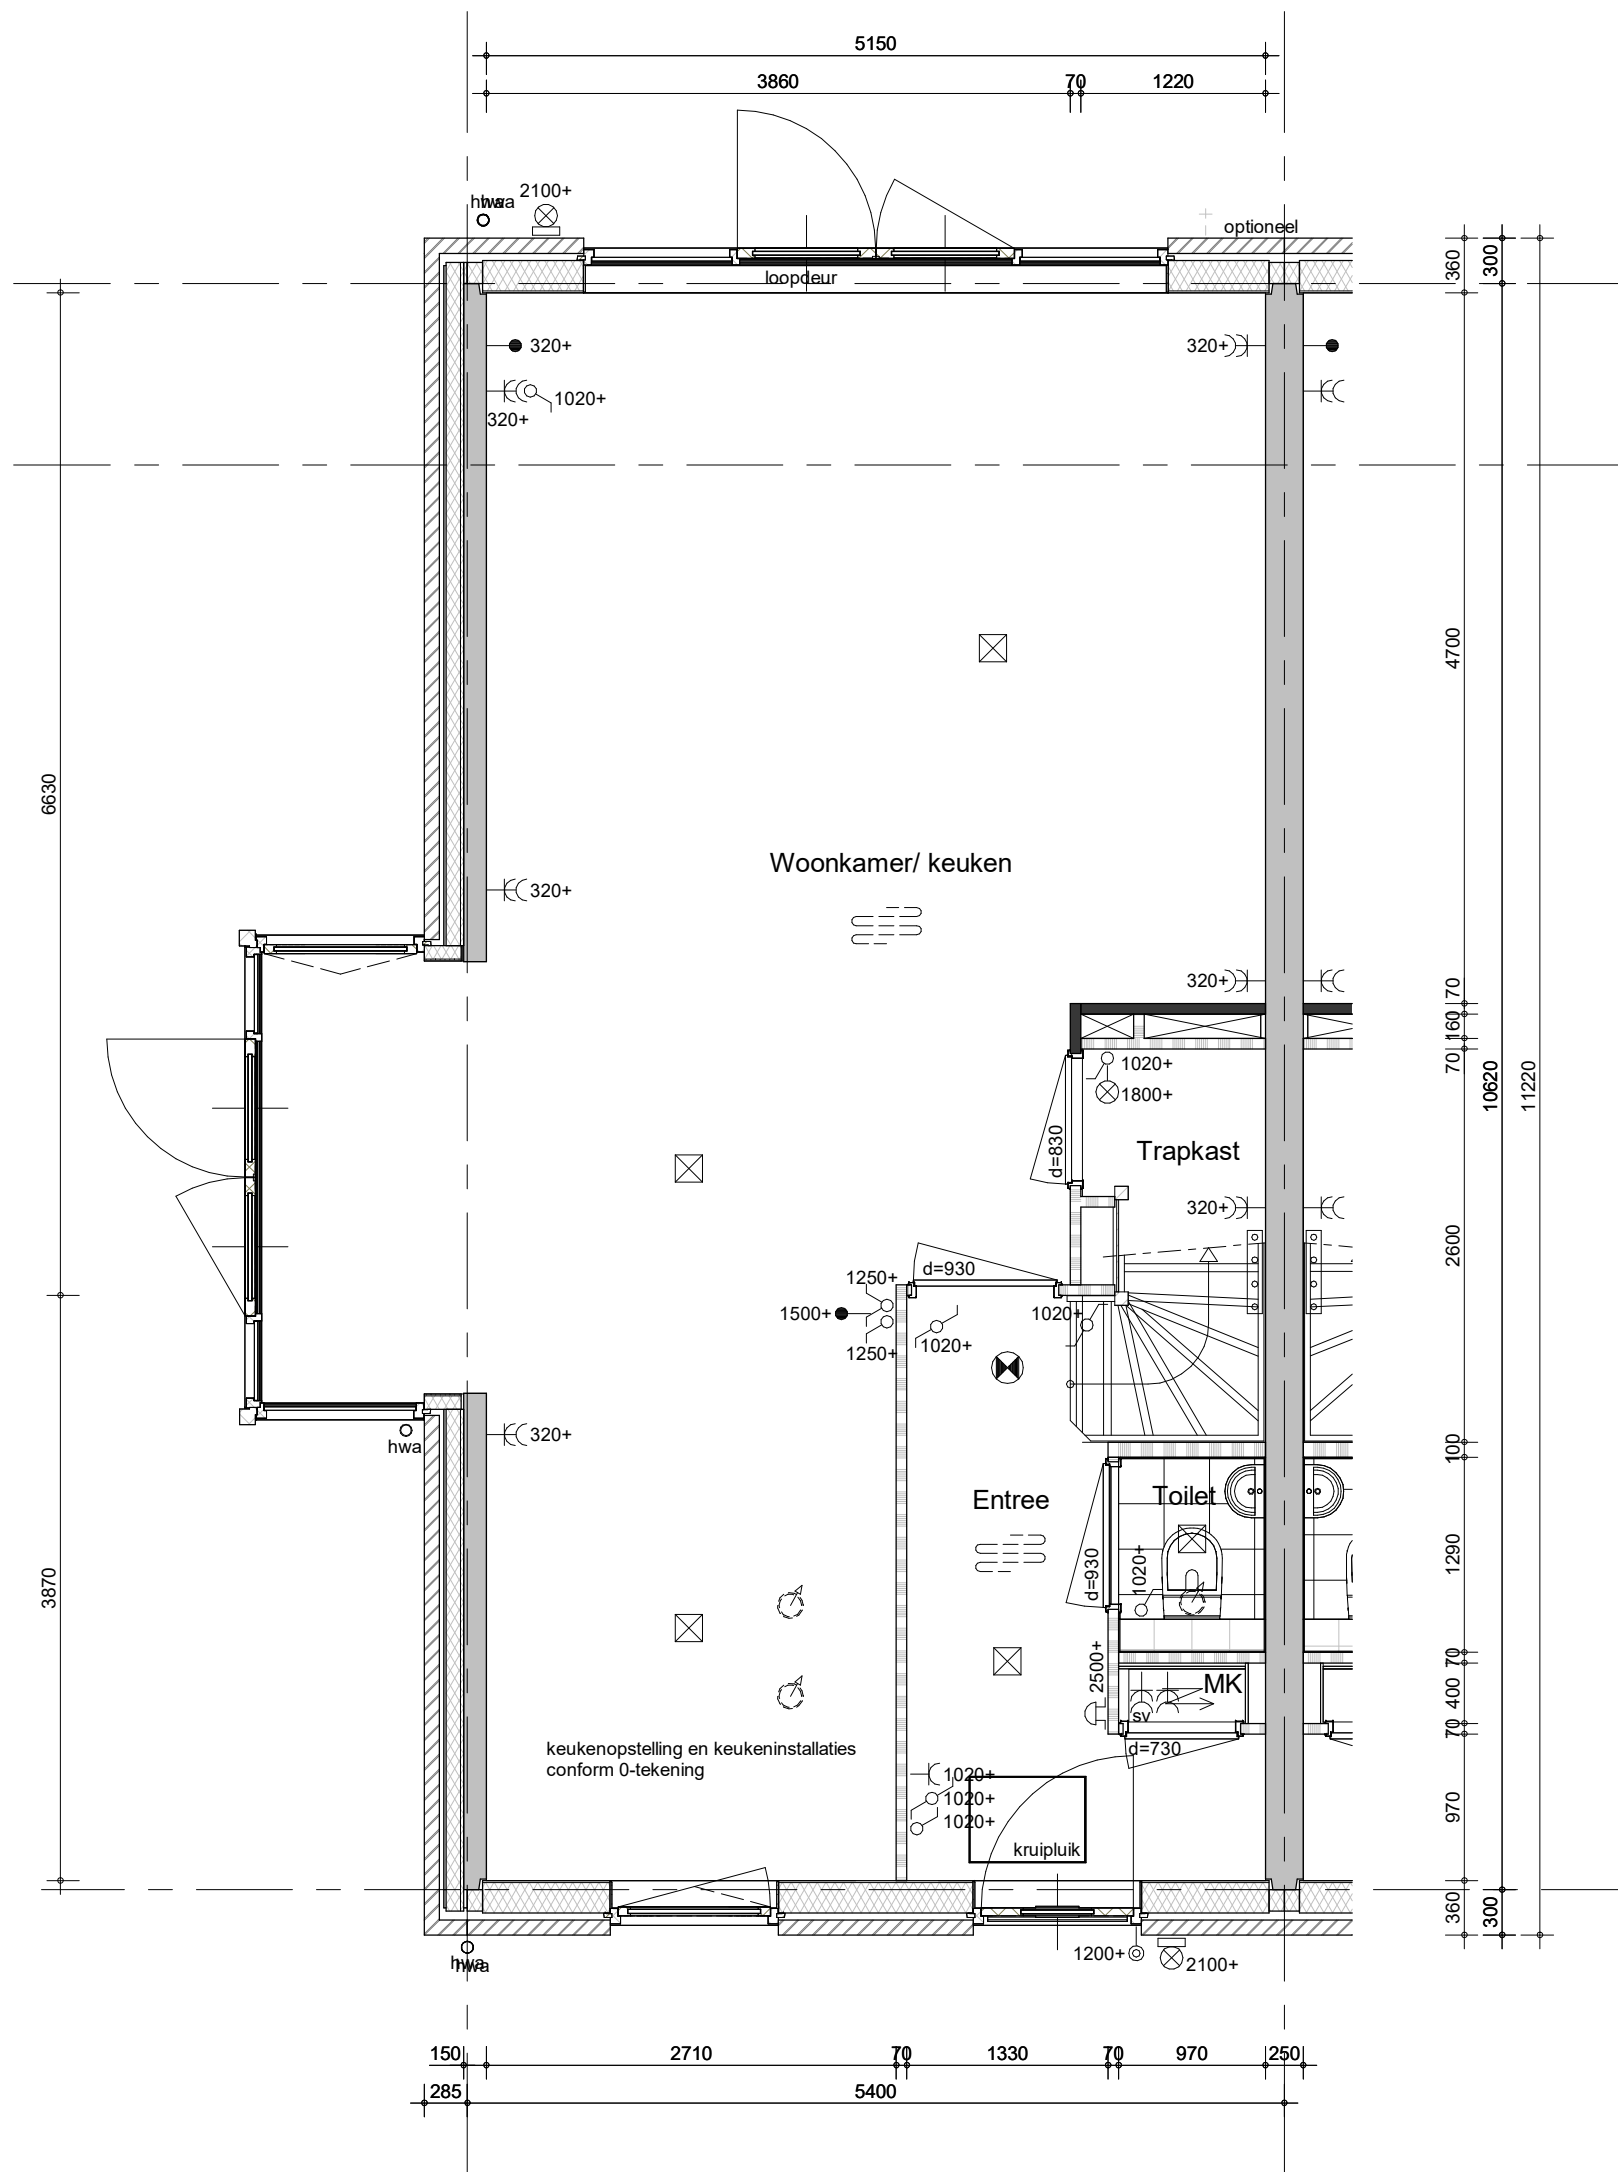 5150
3860
70
1220
2100+
hwa
hwa
optioneel
loopdeur
360
300
320+
320+
1020+
320+
4700
6630
Woonkamer/ keuken
320+
320+
70
160
70
10620
11220
1020+
1800+
d=830
Trapkast
320+
2600
d=930
1250+
1500+
1250+
1020+
1020+
hwa
320+
100
Entree
Toilet
1290
d=930
1020+
3870
2500+
70
MK
400
sv
70
d=730
keukenopstelling en keukeninstallaties
conform 0-tekening
1020+
1020+
1020+
970
kruipluik
360
300
1200+
2100+
hwa
hwa
150
2710
70
1330
70
970
250
285
5400